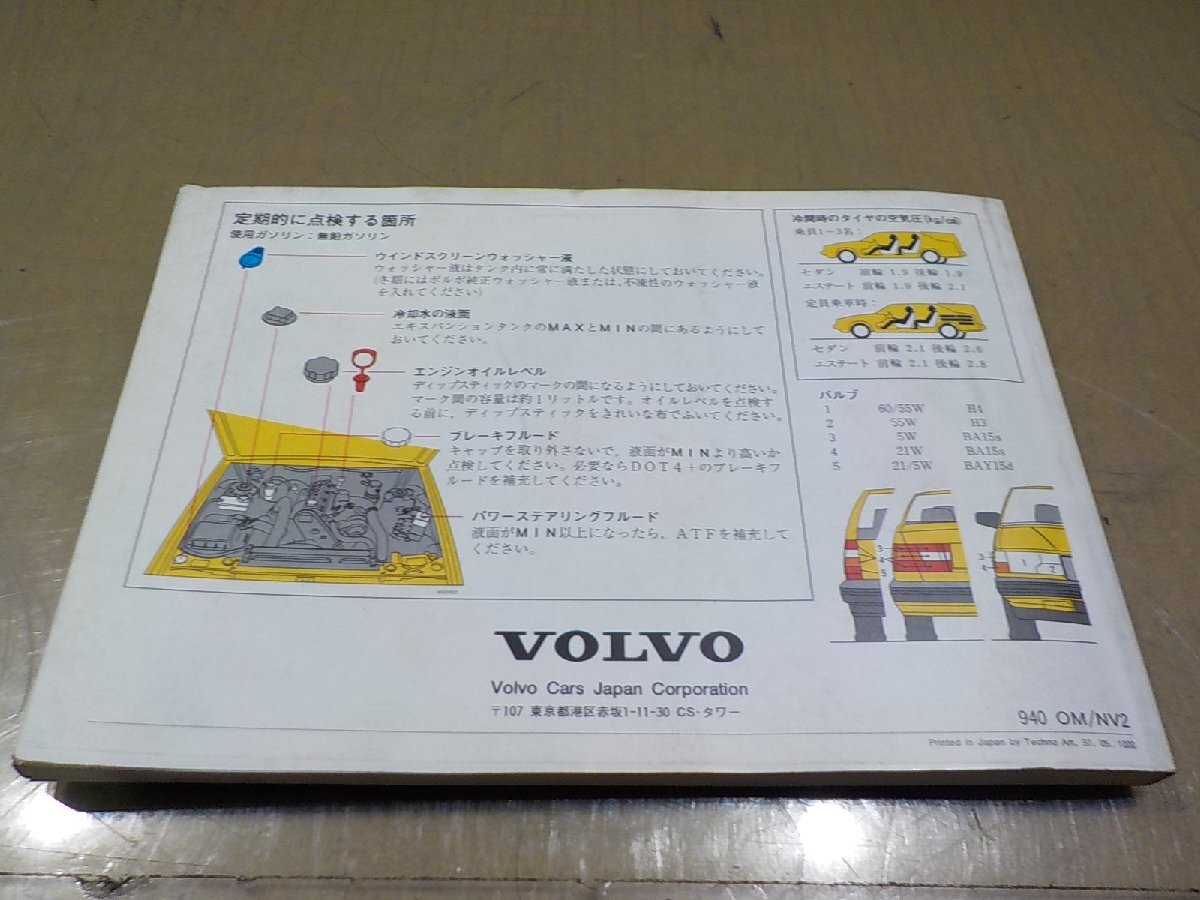 定期的に点検する箇所
使用ガソリン：無鉛ガソリン
ウインドスクリーンウォッシャー液
ウォッシャー液はタンク内に常に満たした状態にしておいてください。
(冬期にはボルボ純正ウォッシャー液または、不凍性のウォッシャー液
を入れてください)
冷却水の液面
エキスパンションタンクのMAXとMINの間にあるようにして
おいてください。
エンジンオイルレベル
ディップスティックのマークの間になるようにしておいてください。
マーク間の容量は約1リットルです。オイルレベルを点検す
る前に、ディップスティックをきれいな布でふいてください。
ブレーキフルード
キャップを取り外さないで、液面がMINより高いか
点検してください。必要ならDOT4+のブレーキフ
ルードを補充してください。
パワーステアリングフルード
液面がMIN以上になったら、ATFを補充して
ください。
冷間時のタイヤの空気圧(kg/c㎡)
乗員1～3名：
セダン 前輪 1.9 後輪 1.9
エステート 前輪 1.9 後輪 2.1
定員乗車時：
セダン 前輪 2.1 後輪 2.6
エステート 前輪 2.1 後輪 2.8
バルブ
1 60/55W H4
2 55W H3
3 5W BA15s
4 21W BA15s
5 21/5W BAY15d
3
4
5
3
4
1
2
VOLVO
Volvo Cars Japan Corporation
〒107 東京都港区赤坂1-11-30 CS・タワー
940 OM/NV2
Printed in Japan by Techno Art, 97. 05. 1000